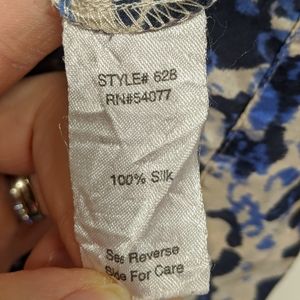 STYLE# 628
RN#54077
100% Silk
See Reverse
Side For Care